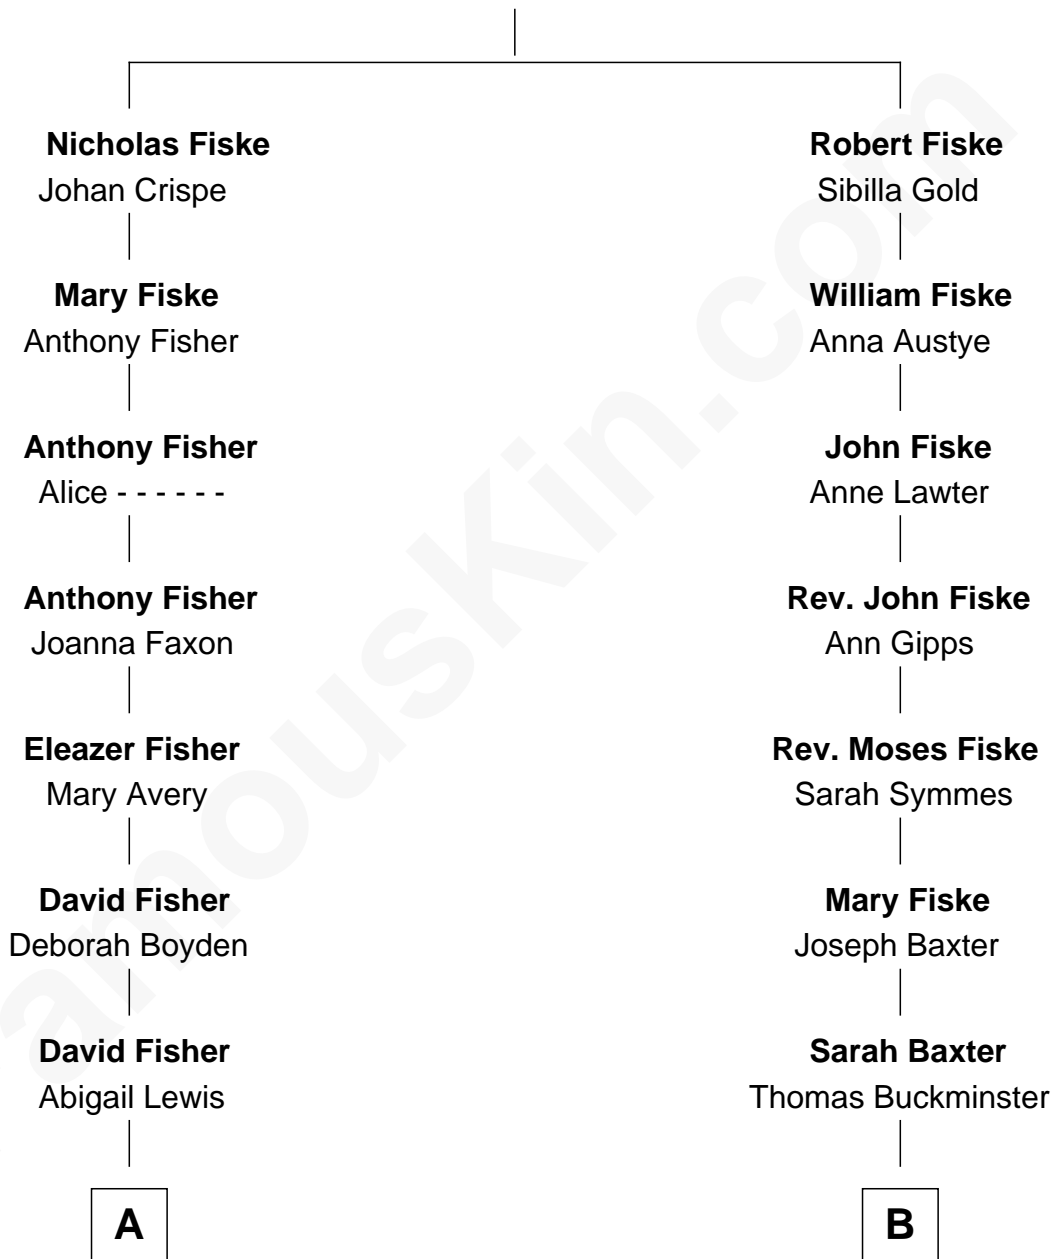 Nicholas Fiske
Johan Crispe
Mary Fiske
Anthony Fisher
Anthony Fisher
Alice - - - - - -
Anthony Fisher
Joanna Faxon
Eleazer Fisher
Mary Avery
David Fisher
Deborah Boyden
David Fisher
Abigail Lewis
A
Robert Fiske
Sibilla Gold
William Fiske
Anna Austye
John Fiske
Anne Lawter
Rev. John Fiske
Ann Gipps
Rev. Moses Fiske
Sarah Symmes
Mary Fiske
Joseph Baxter
Sarah Baxter
Thomas Buckminster
B
amousKin.com